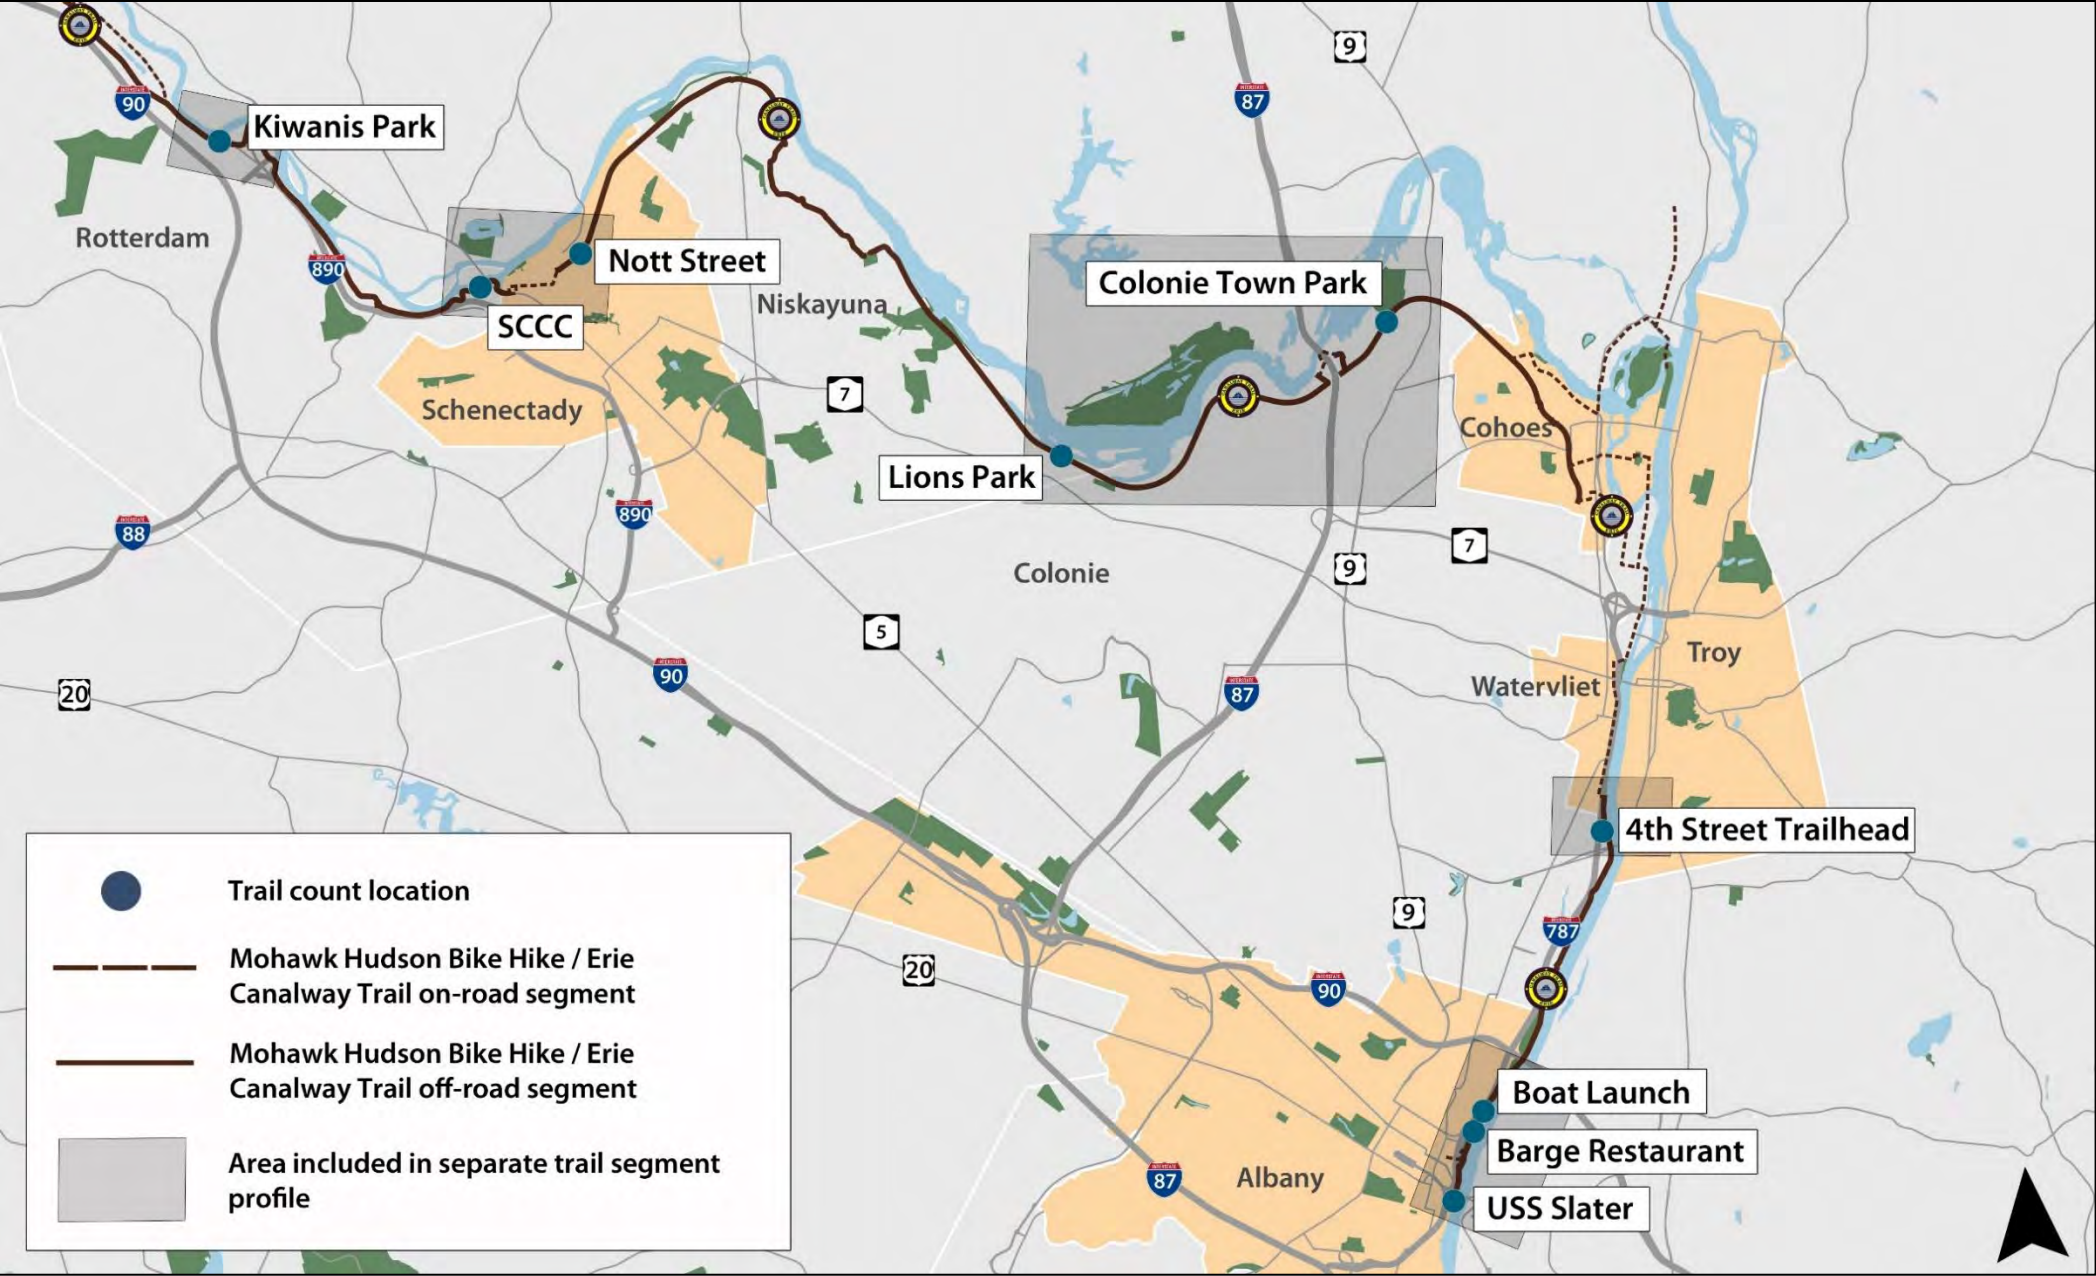 9
90
87
Kiwanis Park
Rotterdam
890
Nott Street
Colonie Town Park
Niskayuna
SCCC
7
Schenectady
Cohoes
Lions Park
88
890
7
9
Colonie
5
Troy
90
Watervliet
87
20
4th Street Trailhead
9
787
20
90
Boat Launch
Barge Restaurant
Albany
87
USS Slater
Trail count location
Mohawk Hudson Bike Hike / Erie
Canalway Trail on-road segment
Mohawk Hudson Bike Hike / Erie
Canalway Trail off-road segment
Area included in separate trail segment
profile